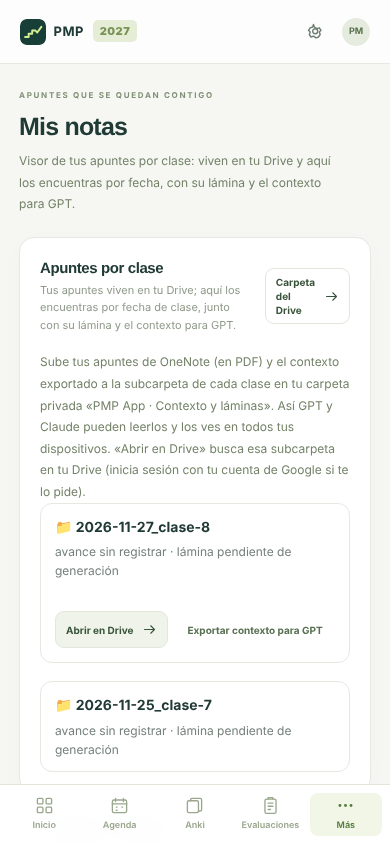 PMP 2027 PM
APUNTES QUE SE QUEDAN CONTIGO
Mis notas
Visor de tus apuntes por clase: viven en tu Drive y aquí
los encuentras por fecha, con su lámina y el contexto
para GPT.
Apuntes por clase
Tus apuntes viven en tu Drive; aquí los
encuentras por fecha de clase, junto
con su lámina y el contexto para GPT.
Carpeta
del
Drive →
Sube tus apuntes de OneNote (en PDF) y el contexto
exportado a la subcarpeta de cada clase en tu carpeta
privada «PMP App · Contexto y láminas». Así GPT y
Claude pueden leerlos y los ves en todos tus
dispositivos. «Abrir en Drive» busca esa subcarpeta
en tu Drive (inicia sesión con tu cuenta de Google si te
lo pide).
📁 2026-11-27_clase-8
avance sin registrar · lámina pendiente de
generación
Abrir en Drive → Exportar contexto para GPT
📁 2026-11-25_clase-7
avance sin registrar · lámina pendiente de
generación
Inicio Agenda Anki Evaluaciones Más